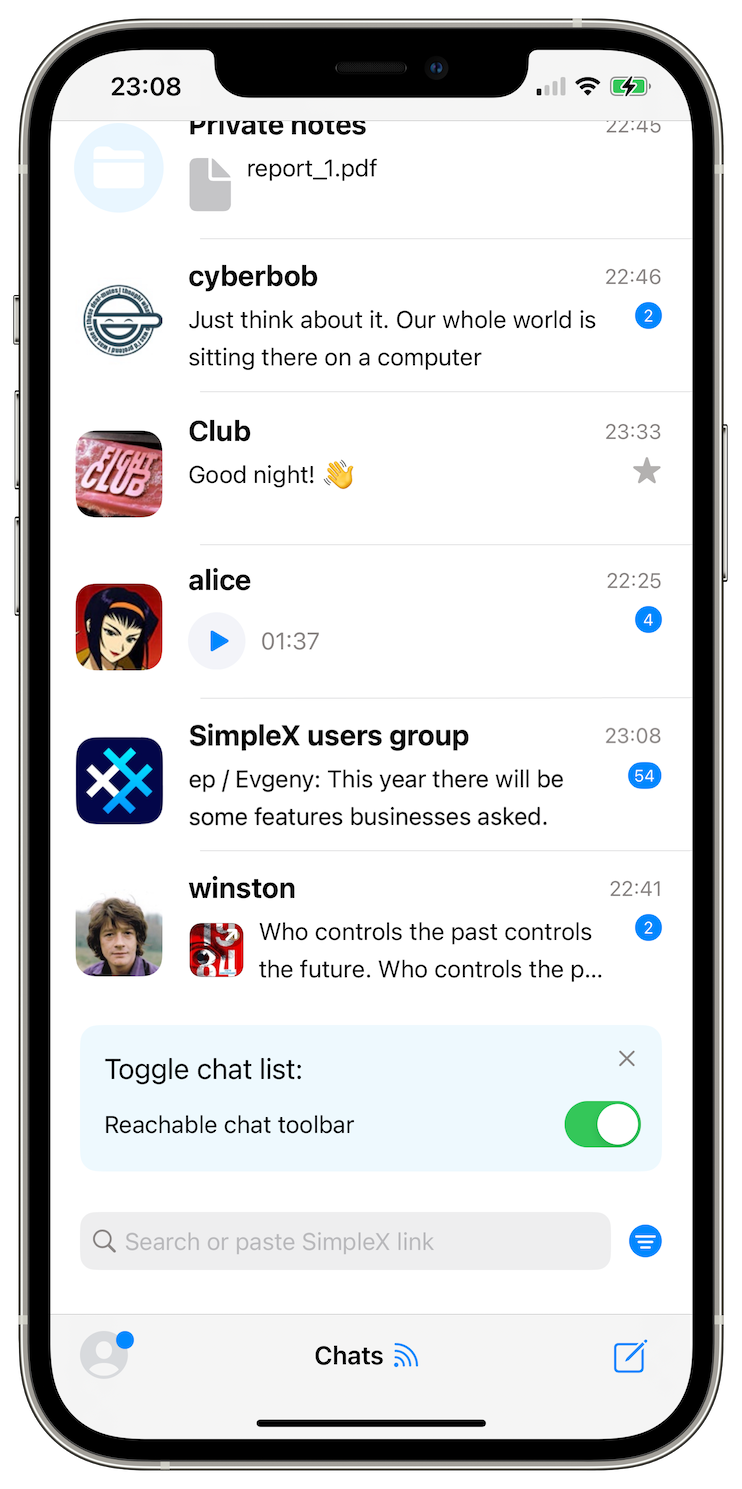 23:08
Private notes
22:45
report_1.pdf
cyberbob
22:46
Just think about it. Our whole world is
2
sitting there on a computer
Club
23:33
FIGHT
CLUB
Good night! 👋
alice
22:25
4
01:37
SimpleX users group
23:08
ep / Evgeny: This year there will be
54
some features businesses asked.
winston
22:41
19
84
Who controls the past controls
2
the future. Who controls the p...
Toggle chat list:
Reachable chat toolbar
Search or paste SimpleX link
Chats